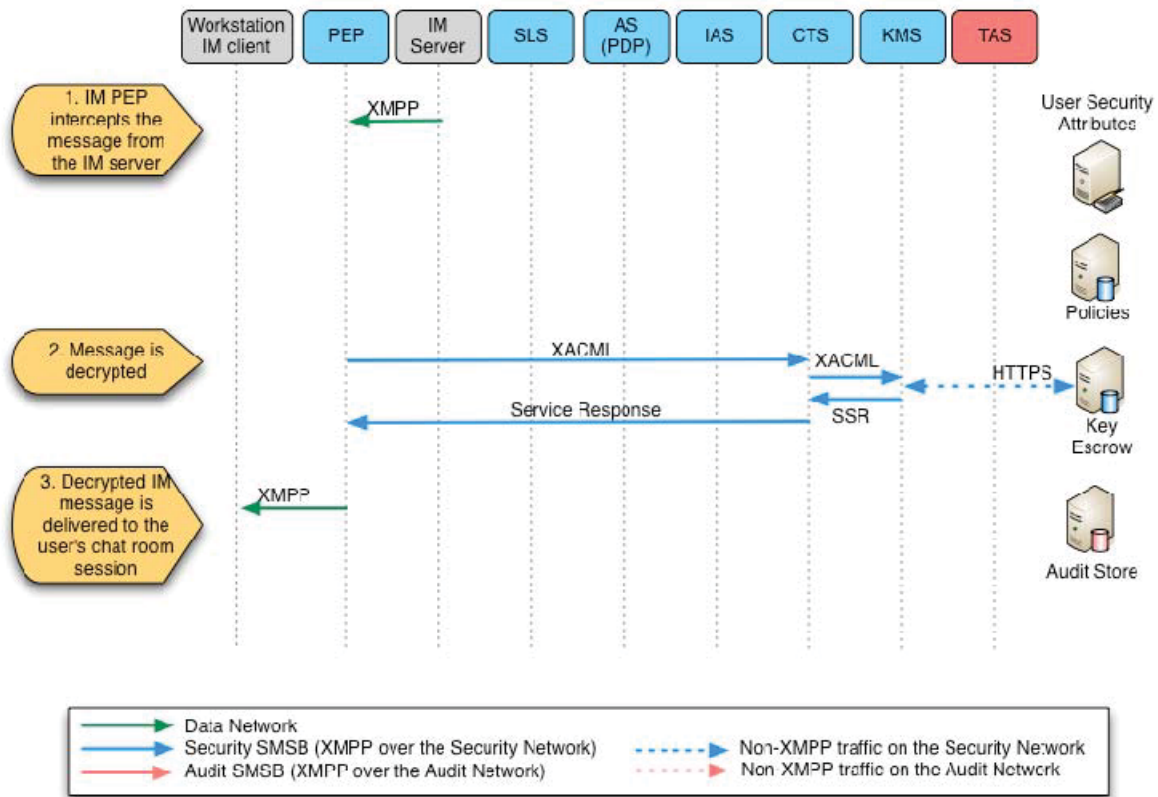 Workstation
IM client
PEP
IM
Server
SLS
AS
(PDP)
IAS
CTS
KMS
TAS
1. IM PEP
intercepts the
message from
the IM server
XMPP
User Security
Attributes
Policies
2. Message is
decrypted
XACML
XACML
HTTPS
Service Response
SSR
Key
Escrow
3. Decrypted IM
message is
delivered to the
user's chat room
session
XMPP
Audit Store
Data Network
Security SMSB (XMPP over the Security Network)
Audit SMSB (XMPP over the Audit Network)
Non-XMPP traffic on the Security Network
Non-XMPP traffic on the Audit Network